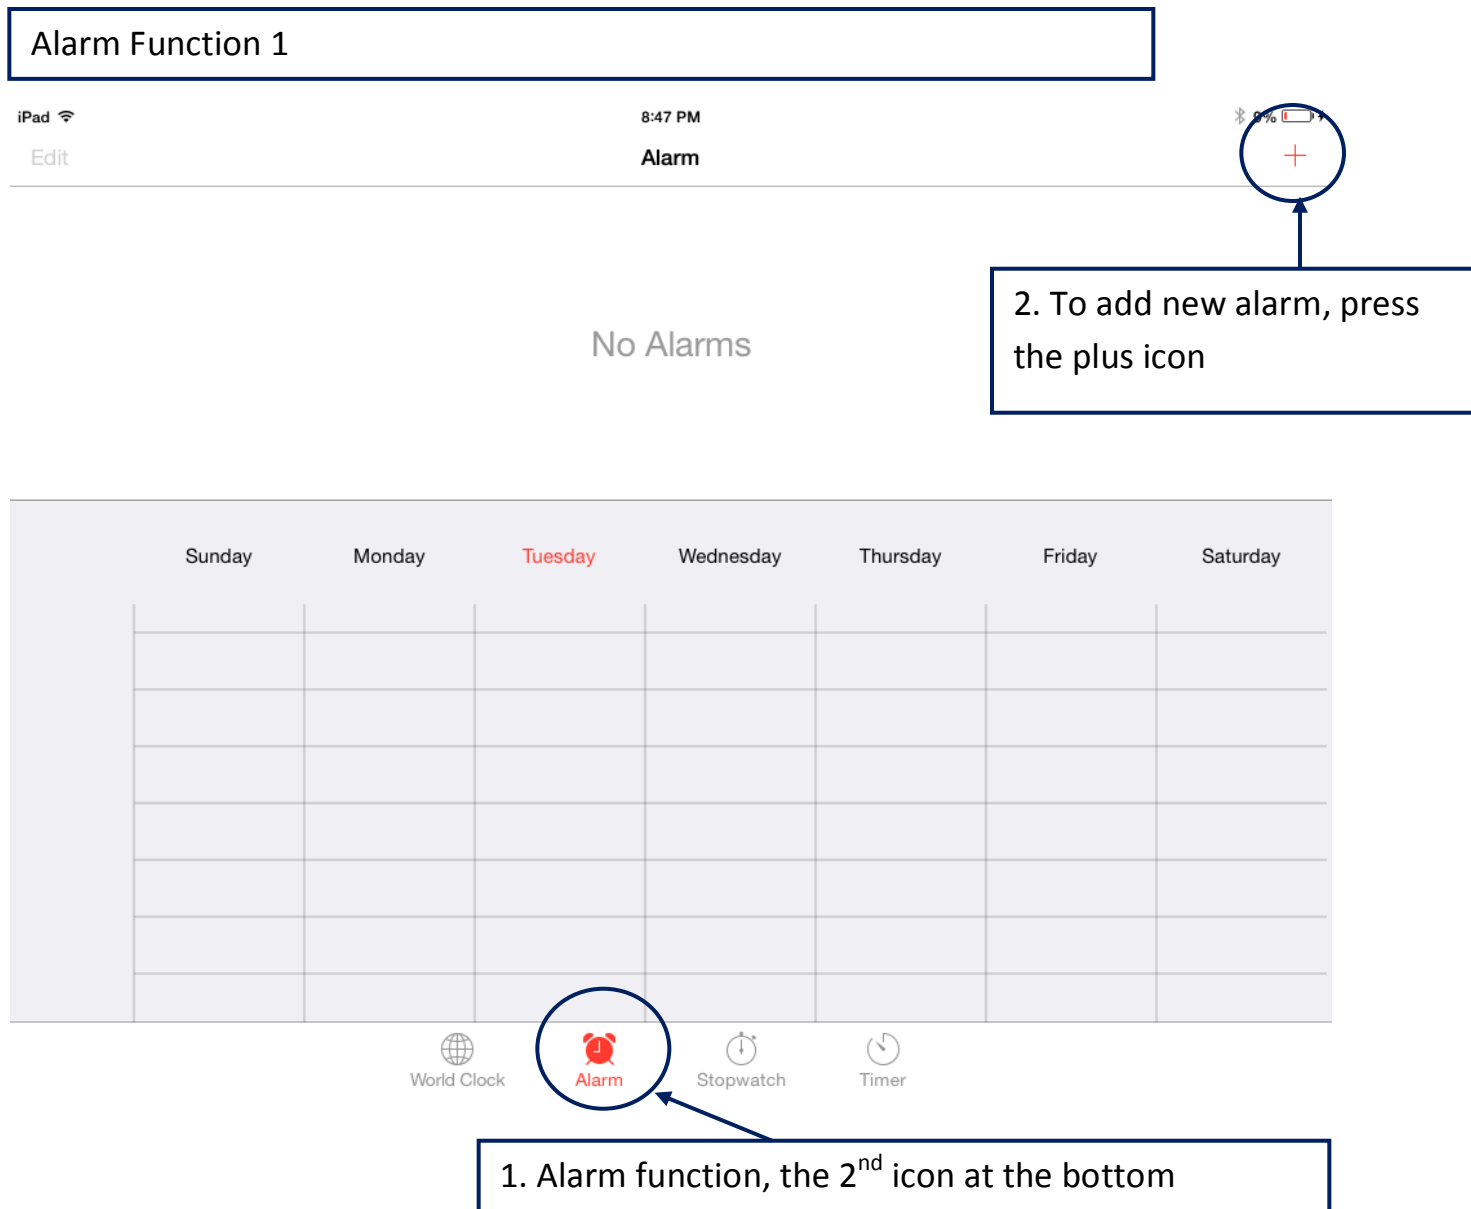 Alarm Function 1
iPad 8:47 PM 9%
Edit Alarm +
2. To add new alarm, press
the plus icon
No Alarms
Sunday Monday Tuesday Wednesday Thursday Friday Saturday
World Clock Alarm Stopwatch Timer
1. Alarm function, the 2nd icon at the bottom